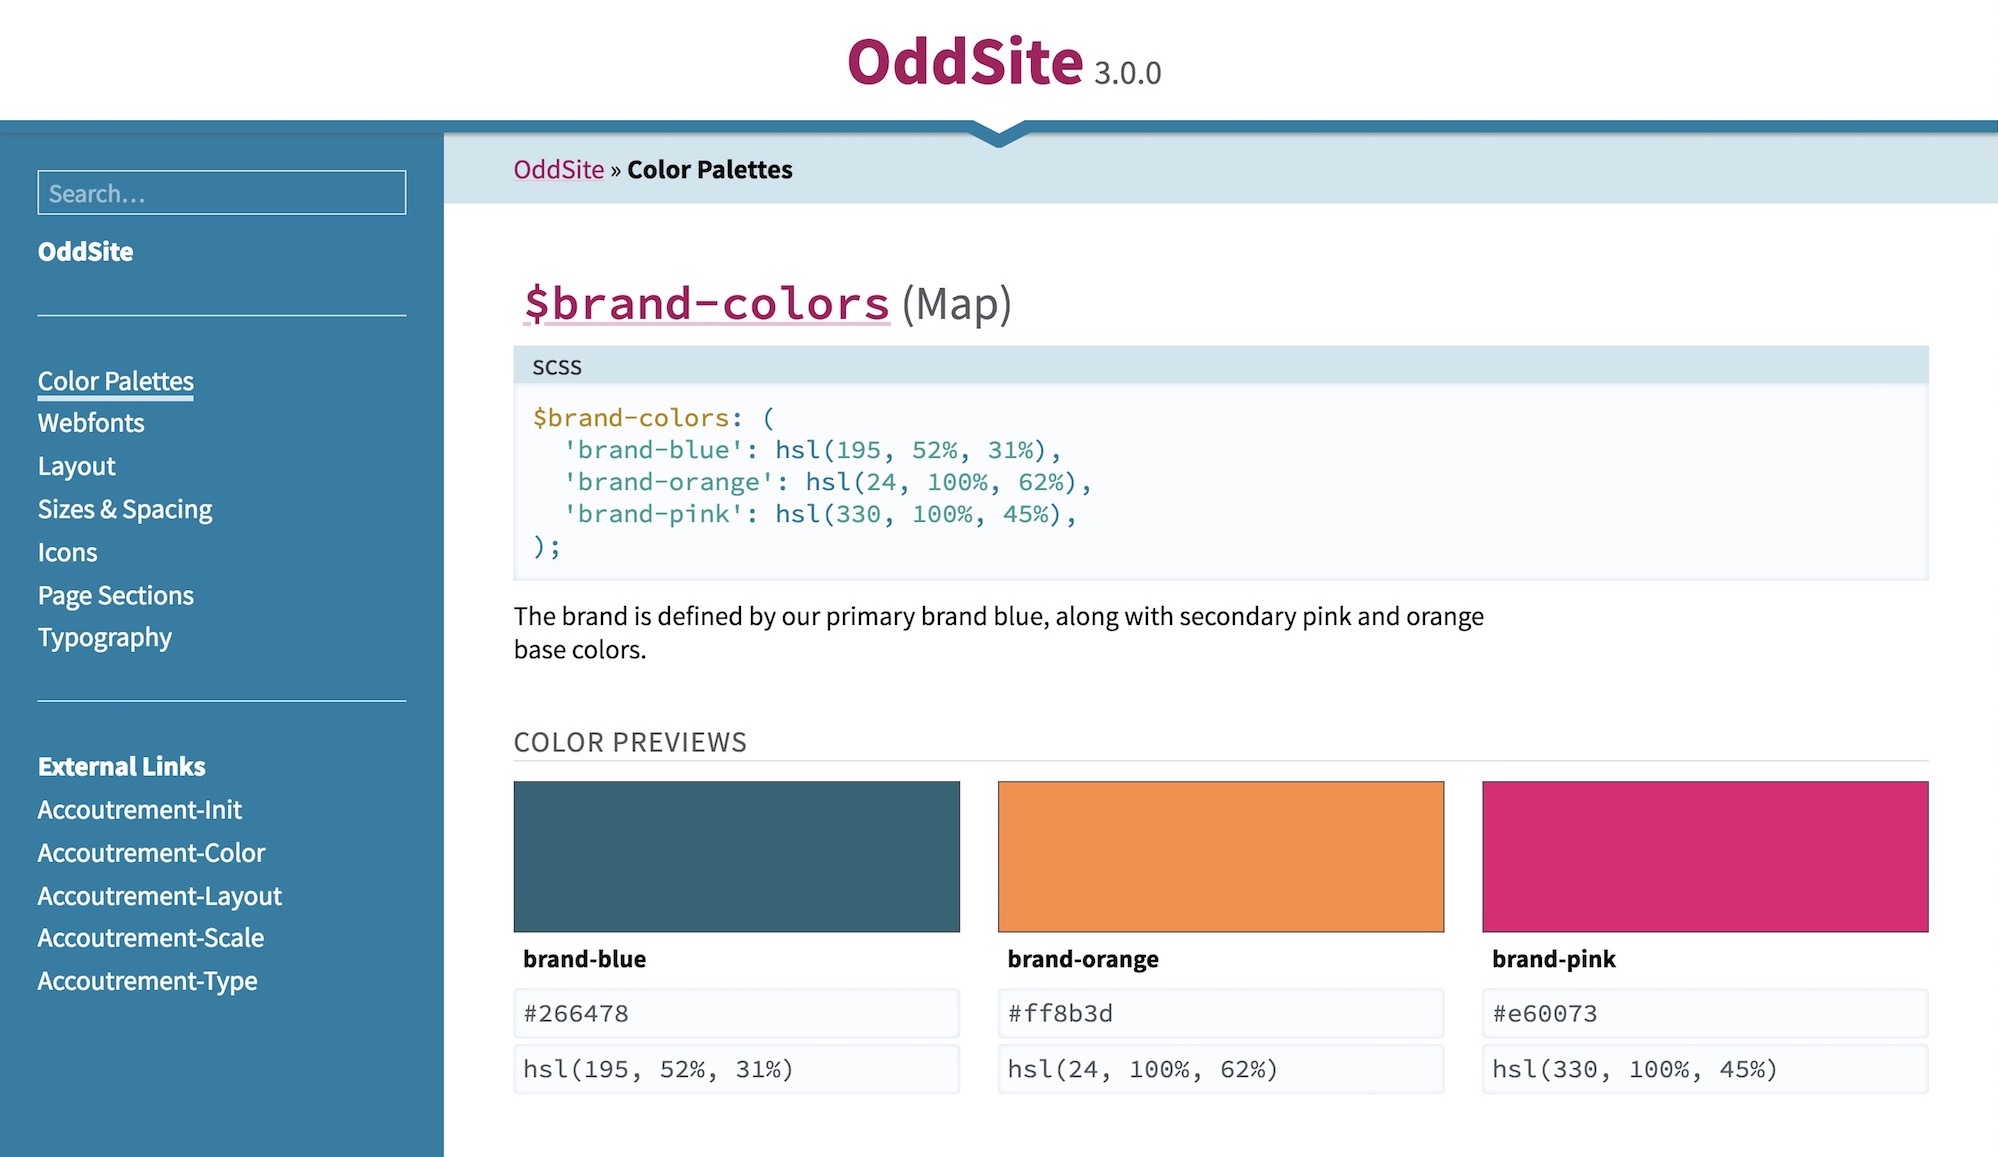 OddSite 3.0.0
Search...
OddSite
Color Palettes
Webfonts
Layout
Sizes & Spacing
Icons
Page Sections
Typography
External Links
Accoutrement-Init
Accoutrement-Color
Accoutrement-Layout
Accoutrement-Scale
Accoutrement-Type
OddSite » Color Palettes
$brand-colors (Map)
scss
$brand-colors: (
  'brand-blue': hsl(195, 52%, 31%),
  'brand-orange': hsl(24, 100%, 62%),
  'brand-pink': hsl(330, 100%, 45%),
);
The brand is defined by our primary brand blue, along with secondary pink and orange
base colors.
COLOR PREVIEWS
brand-blue
#266478
hsl(195, 52%, 31%)
brand-orange
#ff8b3d
hsl(24, 100%, 62%)
brand-pink
#e60073
hsl(330, 100%, 45%)